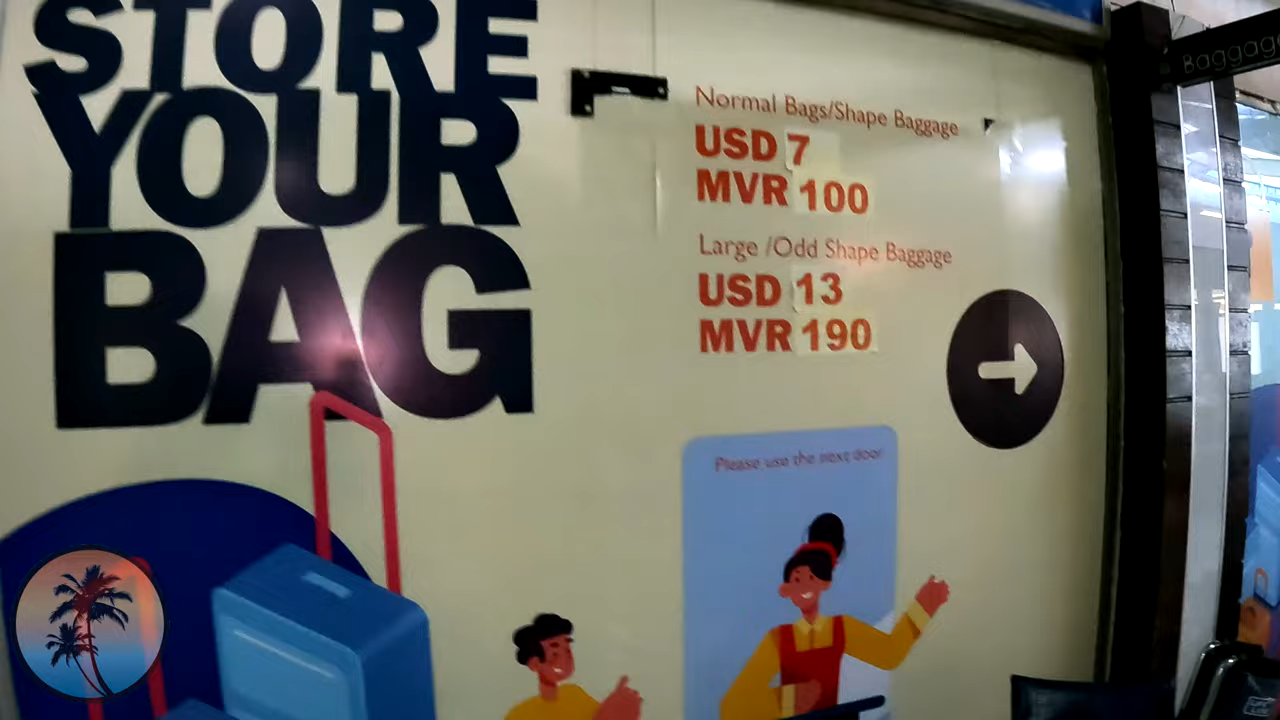 STORE
YOUR
BAG
Normal Bags/Shape Baggage
USD 7
MVR 100
Large /Odd Shape Baggage
USD 13
MVR 190
Please use the next door
Baggage